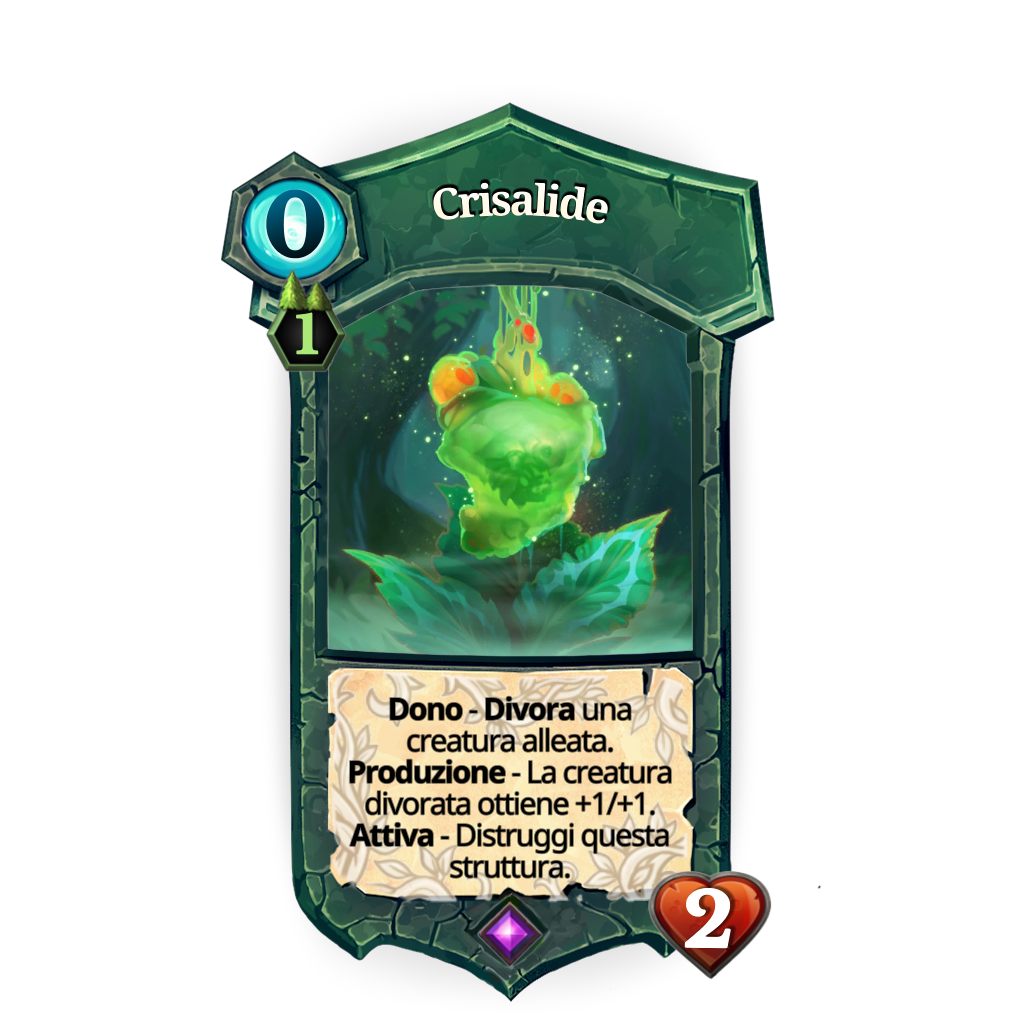 Crisalide
0
1
Dono - Divora una
creatura alleata.
Produzione - La creatura
divorata ottiene +1/+1.
Attiva - Distruggi questa
struttura.
2